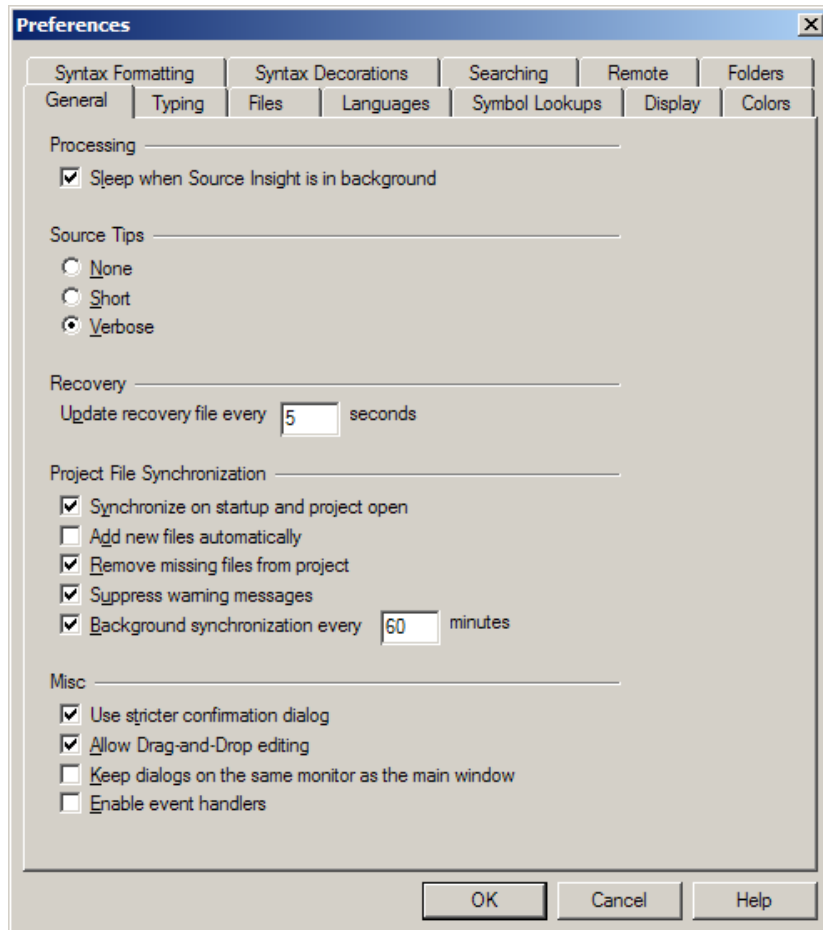 Preferences
Syntax Formatting Syntax Decorations Searching Remote Folders
General Typing Files Languages Symbol Lookups Display Colors
Processing
Sleep when Source Insight is in background
Source Tips
None
Short
Verbose
Recovery
Update recovery file every 5 seconds
Project File Synchronization
Synchronize on startup and project open
Add new files automatically
Remove missing files from project
Suppress warning messages
Background synchronization every 60 minutes
Misc
Use stricter confirmation dialog
Allow Drag-and-Drop editing
Keep dialogs on the same monitor as the main window
Enable event handlers
OK Cancel Help